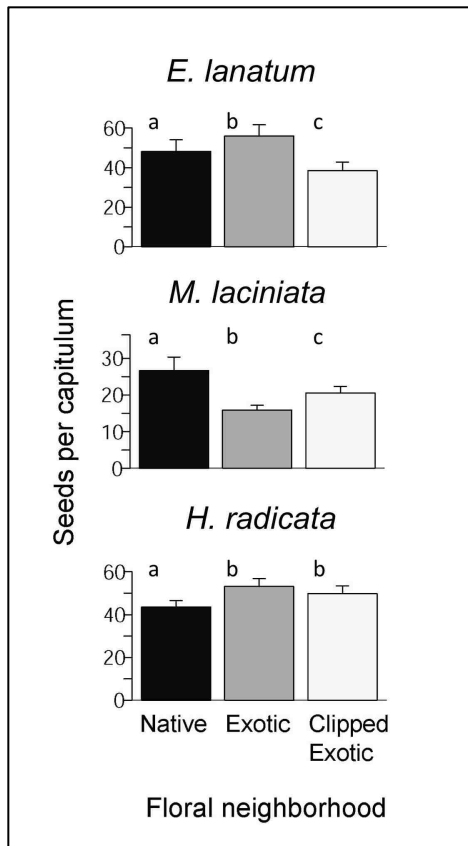 E. lanatum
a b c
60
40
20
0
M. laciniata
a b c
30
20
10
0
Seeds per capitulum
H. radicata
a b b
60
40
20
0
Native Exotic Clipped
Exotic
Floral neighborhood